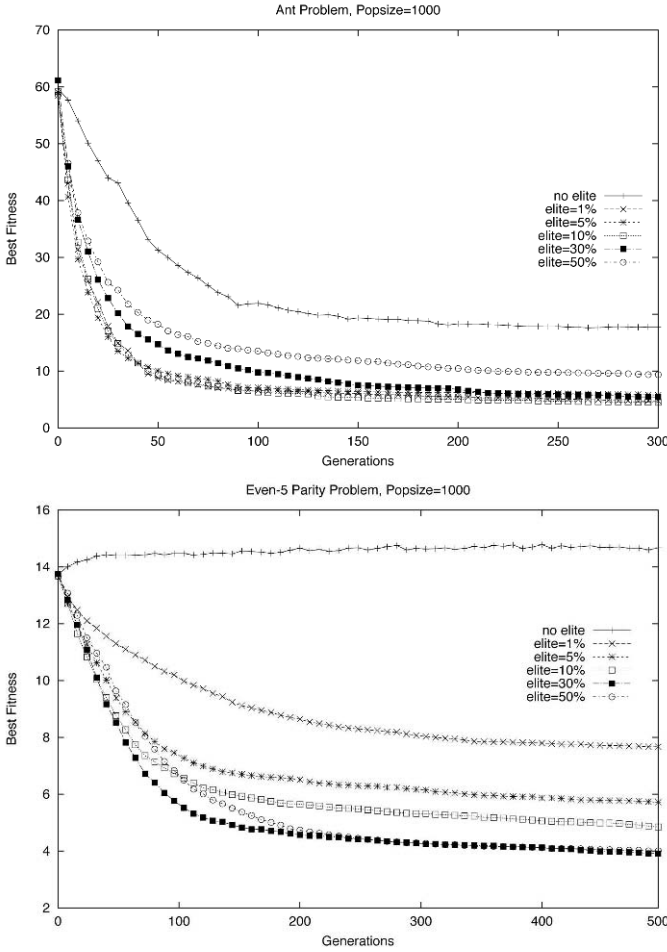 Ant Problem, Popsize=1000
70
60
50
40
30
20
10
0
Best Fitness
no elite
elite=1%
elite=5%
elite=10%
elite=30%
elite=50%
0 50 100 150 200 250 300
Generations
Even-5 Parity Problem, Popsize=1000
16
14
12
10
8
6
4
2
Best Fitness
no elite
elite=1%
elite=5%
elite=10%
elite=30%
elite=50%
0 100 200 300 400 500
Generations